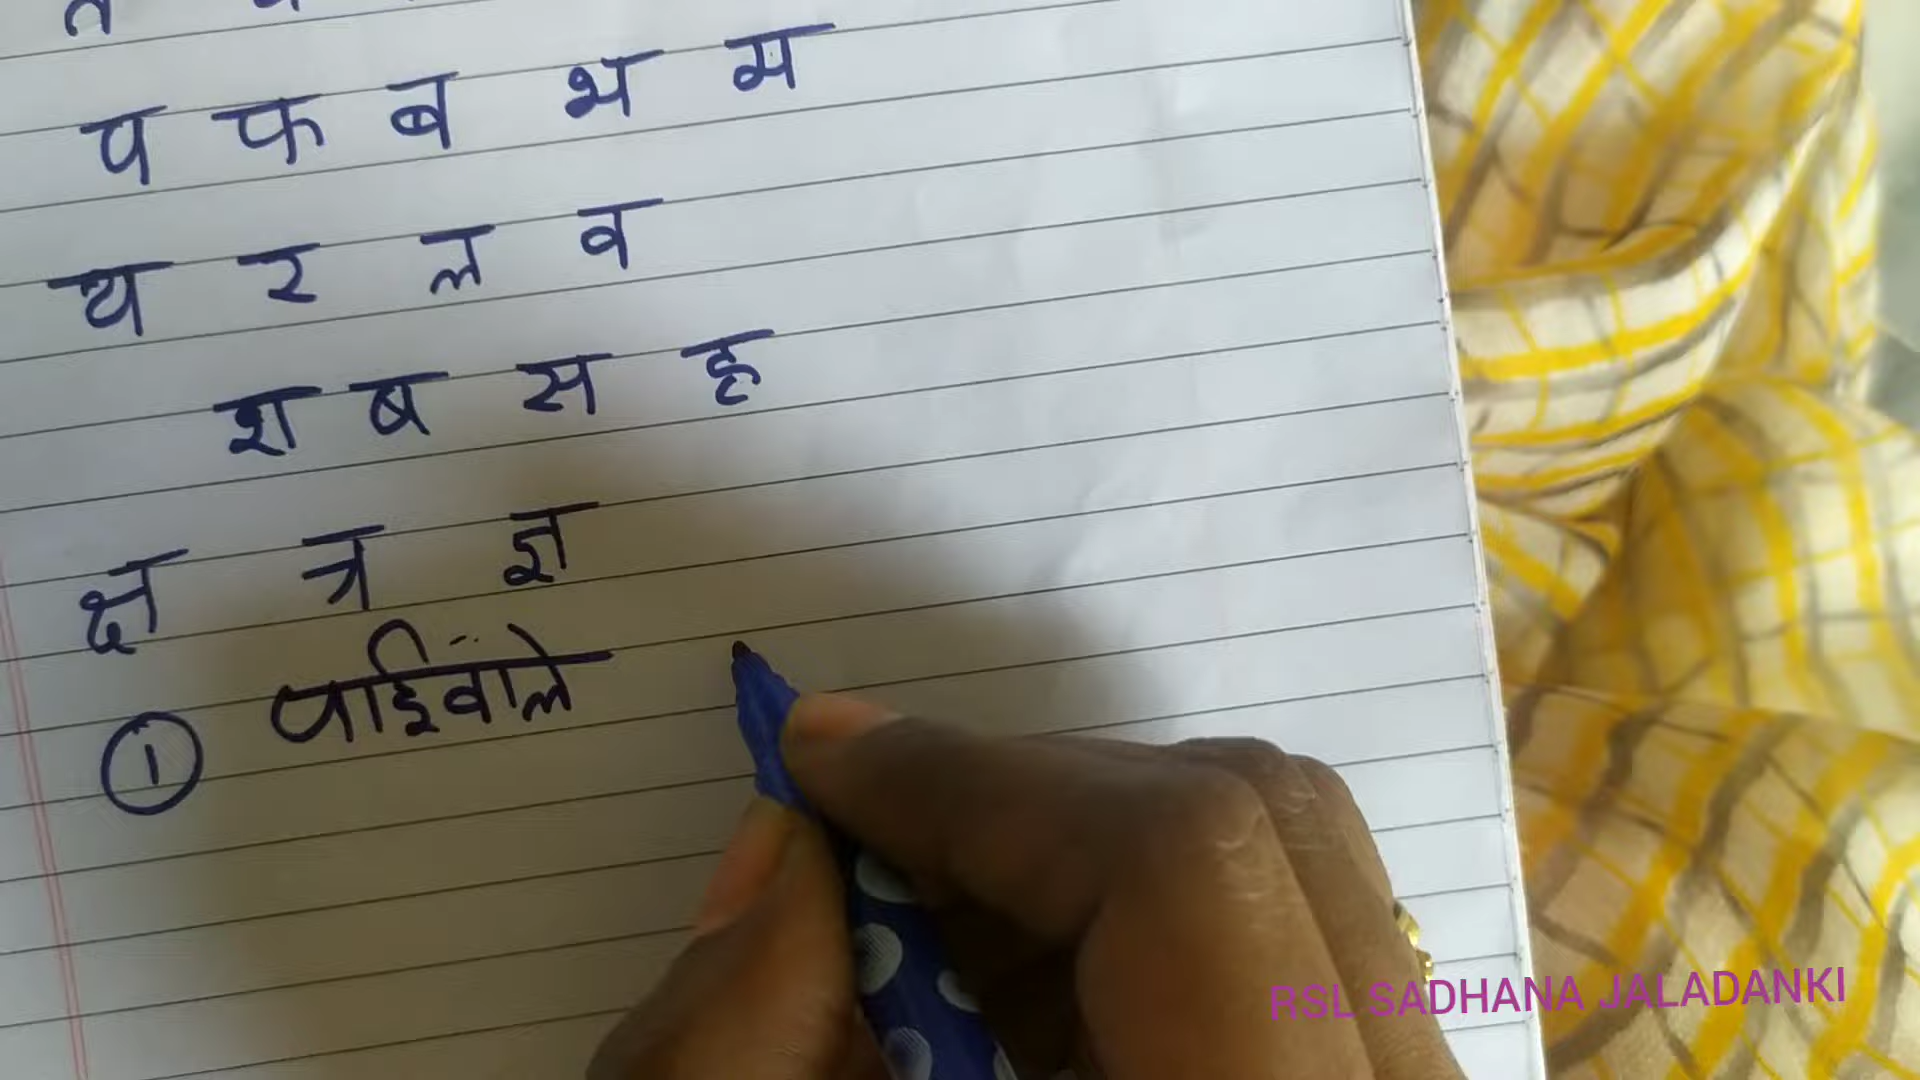 प फ ब भ म
य र ल व
श ष स ह
क्ष त्र ज्ञ
① पाईवाले
RSL SADHANA JALADANKI